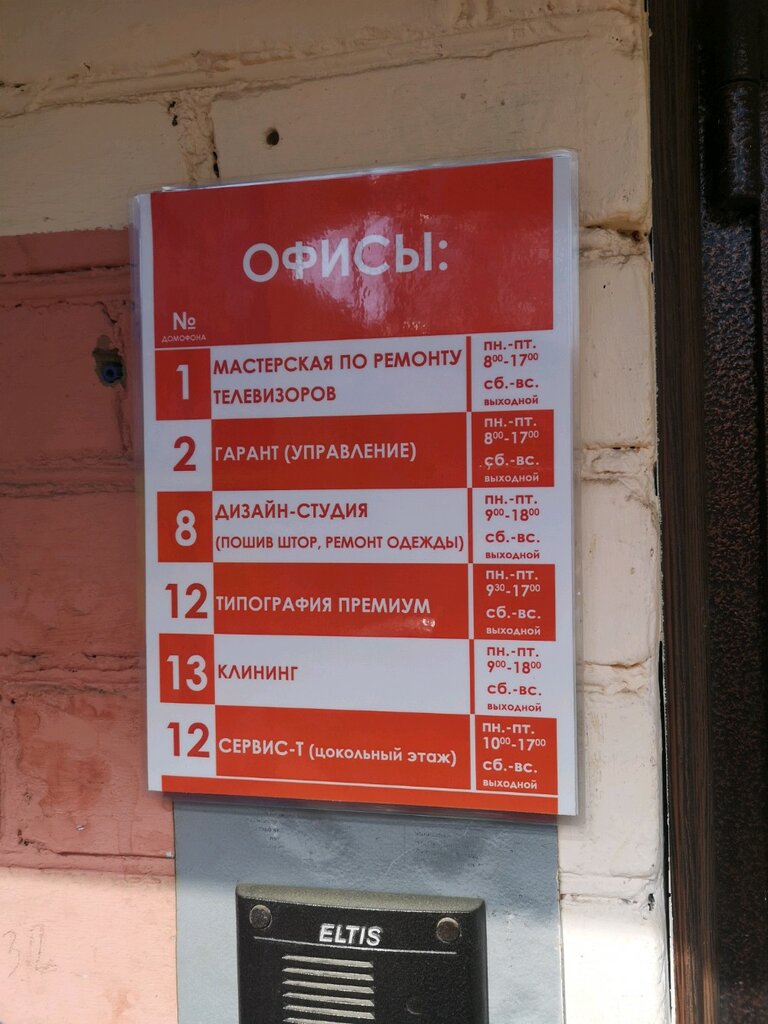 ОФИСЫ:
№
ДОМОФОНА
1
МАСТЕРСКАЯ ПО РЕМОНТУ
ТЕЛЕВИЗОРОВ
ПН.-ПТ.
8⁰⁰-17⁰⁰
СБ.-ВС.
ВЫХОДНОЙ
2
ГАРАНТ (УПРАВЛЕНИЕ)
ПН.-ПТ.
8⁰⁰-17⁰⁰
СБ.-ВС.
ВЫХОДНОЙ
8
ДИЗАЙН-СТУДИЯ
(ПОШИВ ШТОР, РЕМОНТ ОДЕЖДЫ)
ПН.-ПТ.
9⁰⁰-18⁰⁰
СБ.-ВС.
ВЫХОДНОЙ
12
ТИПОГРАФИЯ ПРЕМИУМ
ПН.-ПТ.
9³⁰-17⁰⁰
СБ.-ВС.
ВЫХОДНОЙ
13
КЛИНИНГ
ПН.-ПТ.
9⁰⁰-18⁰⁰
СБ.-ВС.
ВЫХОДНОЙ
12
СЕРВИС-Т (цокольный этаж)
ПН.-ПТ.
10⁰⁰-17⁰⁰
СБ.-ВС.
ВЫХОДНОЙ
ELTIS